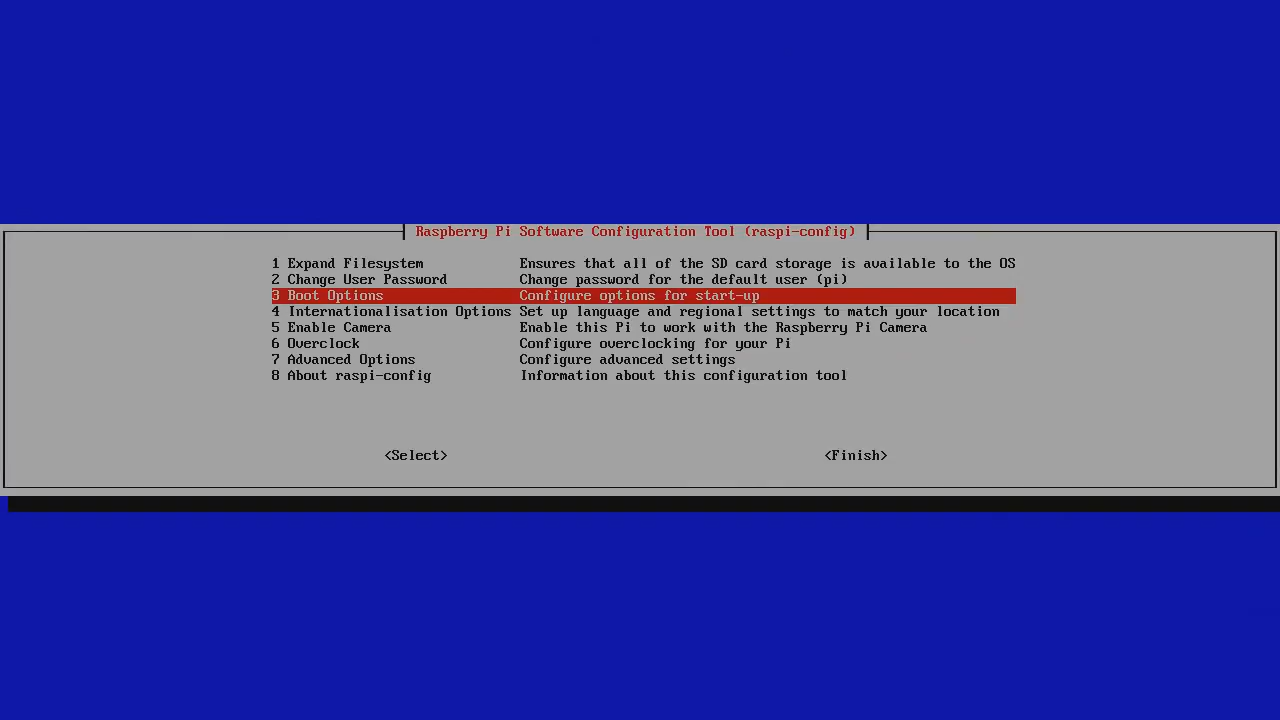 Raspberry Pi Software Configuration Tool (raspi-config)
1 Expand Filesystem Ensures that all of the SD card storage is available to the OS
2 Change User Password Change password for the default user (pi)
3 Boot Options Configure options for start-up
4 Internationalisation Options Set up language and regional settings to match your location
5 Enable Camera Enable this Pi to work with the Raspberry Pi Camera
6 Overclock Configure overclocking for your Pi
7 Advanced Options Configure advanced settings
8 About raspi-config Information about this configuration tool
<Select> <Finish>